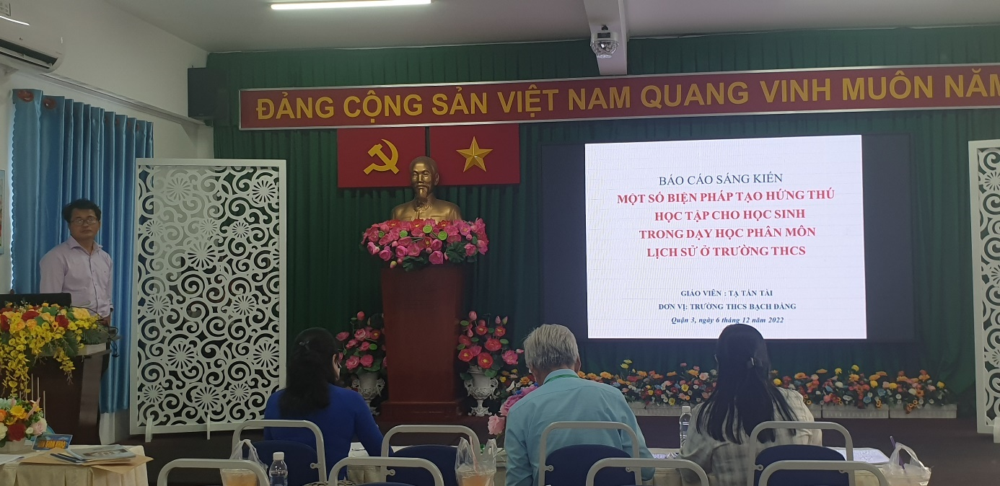 ĐẢNG CỘNG SẢN VIỆT NAM QUANG VINH MUÔN NĂM
BÁO CÁO SÁNG KIẾN
MỘT SỐ BIỆN PHÁP TẠO HỨNG THÚ
HỌC TẬP CHO HỌC SINH
TRONG DẠY HỌC PHÂN MÔN
LỊCH SỬ Ở TRƯỜNG THCS
GIÁO VIÊN : TẠ TẤN TÀI
ĐƠN VỊ: TRƯỜNG THCS BẠCH ĐẰNG
Quận 3, ngày 6 tháng 12 năm 2022